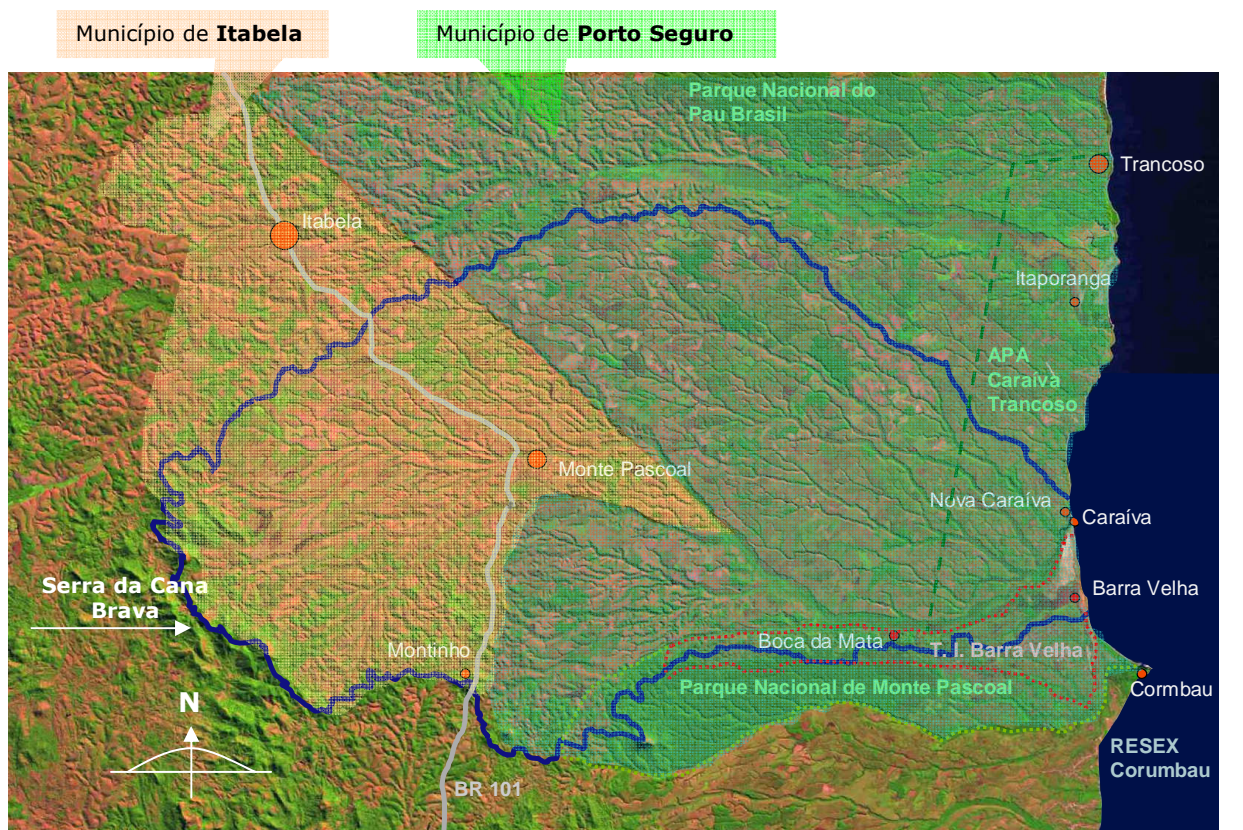 Município de Itabela
Município de Porto Seguro
Parque Nacional do
Pau Brasil
Trancoso
Itabela
Itaporanga
APA
Caraíva
Trancoso
Monte Pascoal
Nova Caraíva
Caraíva
Serra da Cana
Brava
Barra Velha
Boca da Mata
T. I. Barra Velha
Montinho
Parque Nacional de Monte Pascoal
Cormbau
N
RESEX
Corumbau
BR 101